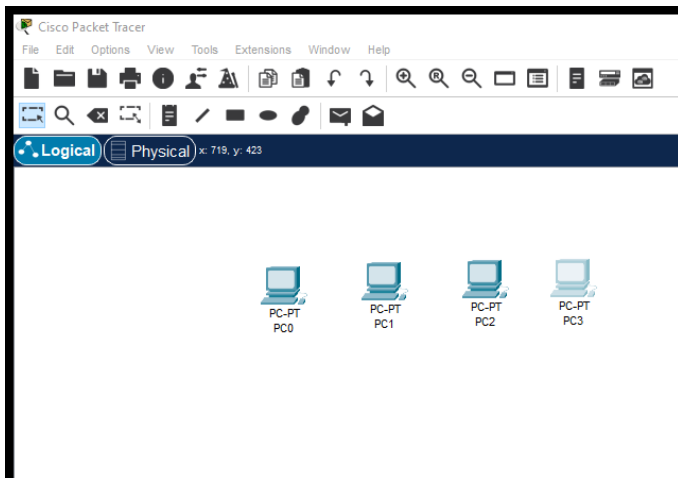 Cisco Packet Tracer
File Edit Options View Tools Extensions Window Help
Logical Physical x: 719, y: 423
PC-PT PC-PT PC-PT PC-PT
PC0 PC1 PC2 PC3